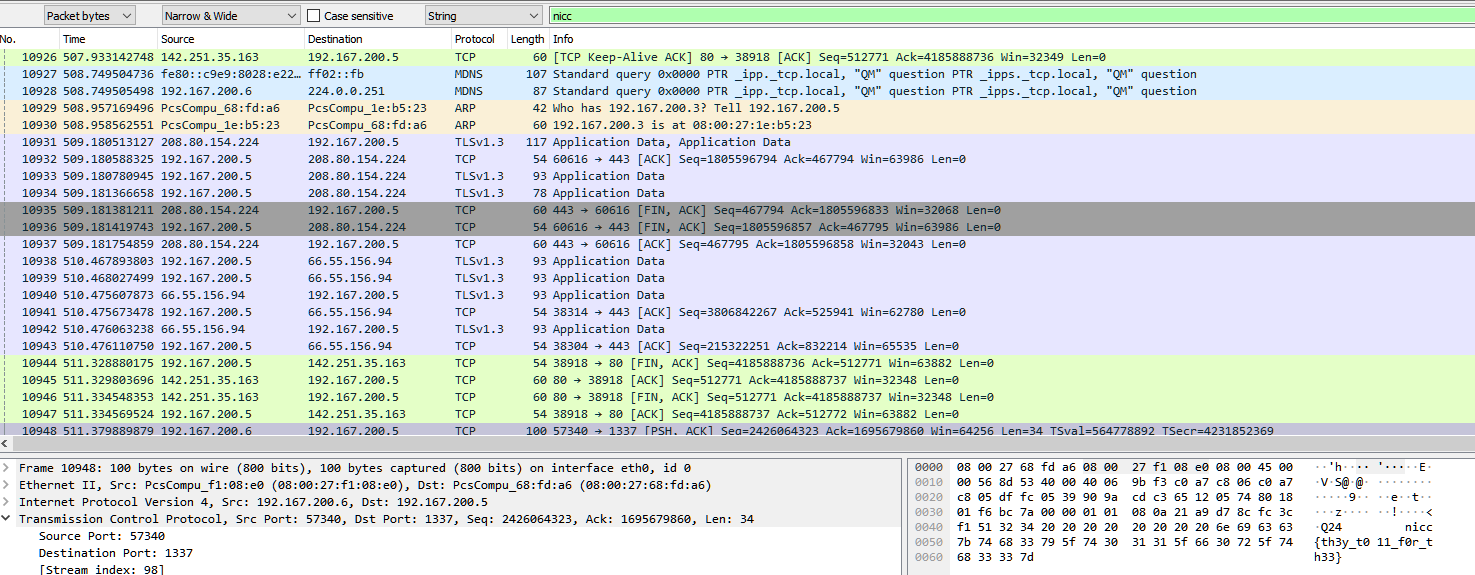 Packet bytes Narrow & Wide Case sensitive String nicc
No. Time Source Destination Protocol Length Info
10926 507.933142748 142.251.35.163 192.167.200.5 TCP 60 [TCP Keep-Alive ACK] 80 → 38918 [ACK] Seq=512771 Ack=4185888736 Win=32349 Len=0
10927 508.749504736 fe80::c9e9:8028:e22… ff02::fb MDNS 107 Standard query 0x0000 PTR _ipp._tcp.local, "QM" question PTR _ipps._tcp.local, "QM" question
10928 508.749505498 192.167.200.6 224.0.0.251 MDNS 87 Standard query 0x0000 PTR _ipp._tcp.local, "QM" question PTR _ipps._tcp.local, "QM" question
10929 508.957169496 PcsCompu_68:fd:a6 PcsCompu_1e:b5:23 ARP 42 Who has 192.167.200.3? Tell 192.167.200.5
10930 508.958562551 PcsCompu_1e:b5:23 PcsCompu_68:fd:a6 ARP 60 192.167.200.3 is at 08:00:27:1e:b5:23
10931 509.180513127 208.80.154.224 192.167.200.5 TLSv1.3 117 Application Data, Application Data
10932 509.180588325 192.167.200.5 208.80.154.224 TCP 54 60616 → 443 [ACK] Seq=1805596794 Ack=467794 Win=63986 Len=0
10933 509.180780945 192.167.200.5 208.80.154.224 TLSv1.3 93 Application Data
10934 509.181366658 192.167.200.5 208.80.154.224 TLSv1.3 78 Application Data
10935 509.181381211 208.80.154.224 192.167.200.5 TCP 60 443 → 60616 [FIN, ACK] Seq=467794 Ack=1805596833 Win=32068 Len=0
10936 509.181419743 192.167.200.5 208.80.154.224 TCP 54 60616 → 443 [FIN, ACK] Seq=1805596857 Ack=467795 Win=63986 Len=0
10937 509.181754859 208.80.154.224 192.167.200.5 TCP 60 443 → 60616 [ACK] Seq=467795 Ack=1805596858 Win=32043 Len=0
10938 510.467893803 192.167.200.5 66.55.156.94 TLSv1.3 93 Application Data
10939 510.468027499 192.167.200.5 66.55.156.94 TLSv1.3 93 Application Data
10940 510.475607873 66.55.156.94 192.167.200.5 TLSv1.3 93 Application Data
10941 510.475673478 192.167.200.5 66.55.156.94 TCP 54 38314 → 443 [ACK] Seq=3806842267 Ack=525941 Win=62780 Len=0
10942 510.476063238 66.55.156.94 192.167.200.5 TLSv1.3 93 Application Data
10943 510.476110750 192.167.200.5 66.55.156.94 TCP 54 38304 → 443 [ACK] Seq=215322251 Ack=832214 Win=65535 Len=0
10944 511.328880175 192.167.200.5 142.251.35.163 TCP 54 38918 → 80 [FIN, ACK] Seq=4185888736 Ack=512771 Win=63882 Len=0
10945 511.329803696 142.251.35.163 192.167.200.5 TCP 60 80 → 38918 [ACK] Seq=512771 Ack=4185888737 Win=32348 Len=0
10946 511.334548353 142.251.35.163 192.167.200.5 TCP 60 80 → 38918 [FIN, ACK] Seq=512771 Ack=4185888737 Win=32348 Len=0
10947 511.334569524 192.167.200.5 142.251.35.163 TCP 54 38918 → 80 [ACK] Seq=4185888737 Ack=512772 Win=63882 Len=0
10948 511.379889879 192.167.200.6 192.167.200.5 TCP 100 57340 → 1337 [PSH, ACK] Seq=2426064323 Ack=1695679860 Win=64256 Len=34 TSval=564778892 TSecr=4231852369
Frame 10948: 100 bytes on wire (800 bits), 100 bytes captured (800 bits) on interface eth0, id 0
Ethernet II, Src: PcsCompu_f1:08:e0 (08:00:27:f1:08:e0), Dst: PcsCompu_68:fd:a6 (08:00:27:68:fd:a6)
Internet Protocol Version 4, Src: 192.167.200.6, Dst: 192.167.200.5
Transmission Control Protocol, Src Port: 57340, Dst Port: 1337, Seq: 2426064323, Ack: 1695679860, Len: 34
Source Port: 57340
Destination Port: 1337
[Stream index: 98]
0000 08 00 27 68 fd a6 08 00 27 f1 08 e0 08 00 45 00 ··'h···· '·····E·
0010 00 56 8d 53 40 00 40 06 9b f3 c0 a7 c8 06 c0 a7 ·V·S@·@· ········
0020 c8 05 df fc 05 39 90 9a cd c3 65 12 05 74 80 18 ·····9·· ··e··t··
0030 01 f6 bc 7a 00 00 01 01 08 0a 21 a9 d7 8c fc 3c ···z···· ··!····<
0040 f1 51 32 34 20 20 20 20 20 20 20 20 6e 69 63 63 ·Q24 nicc
0050 7b 74 68 33 79 5f 74 30 31 31 5f 66 30 72 5f 74 {th3y_t0 11_f0r_t
0060 68 33 33 7d h33}